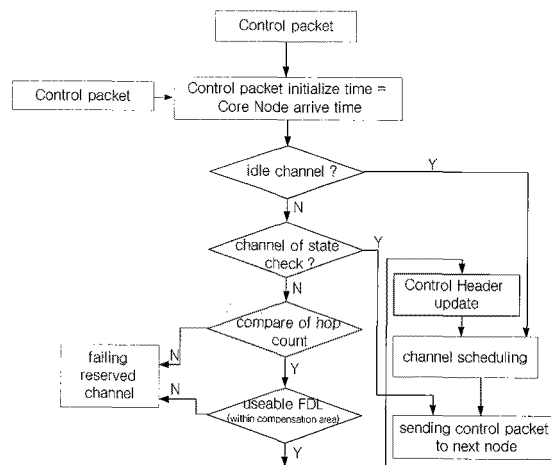 Control packet
Control packet
Control packet initialize time =
Core Node arrive time
idle channel ?
Y
N
channel of state
check ?
Y
N
Control Header
update
compare of hop
count
N
Y
failing
reserved
channel
channel scheduling
N
useable FDL
(within compensation area)
Y
sending control packet
to next node